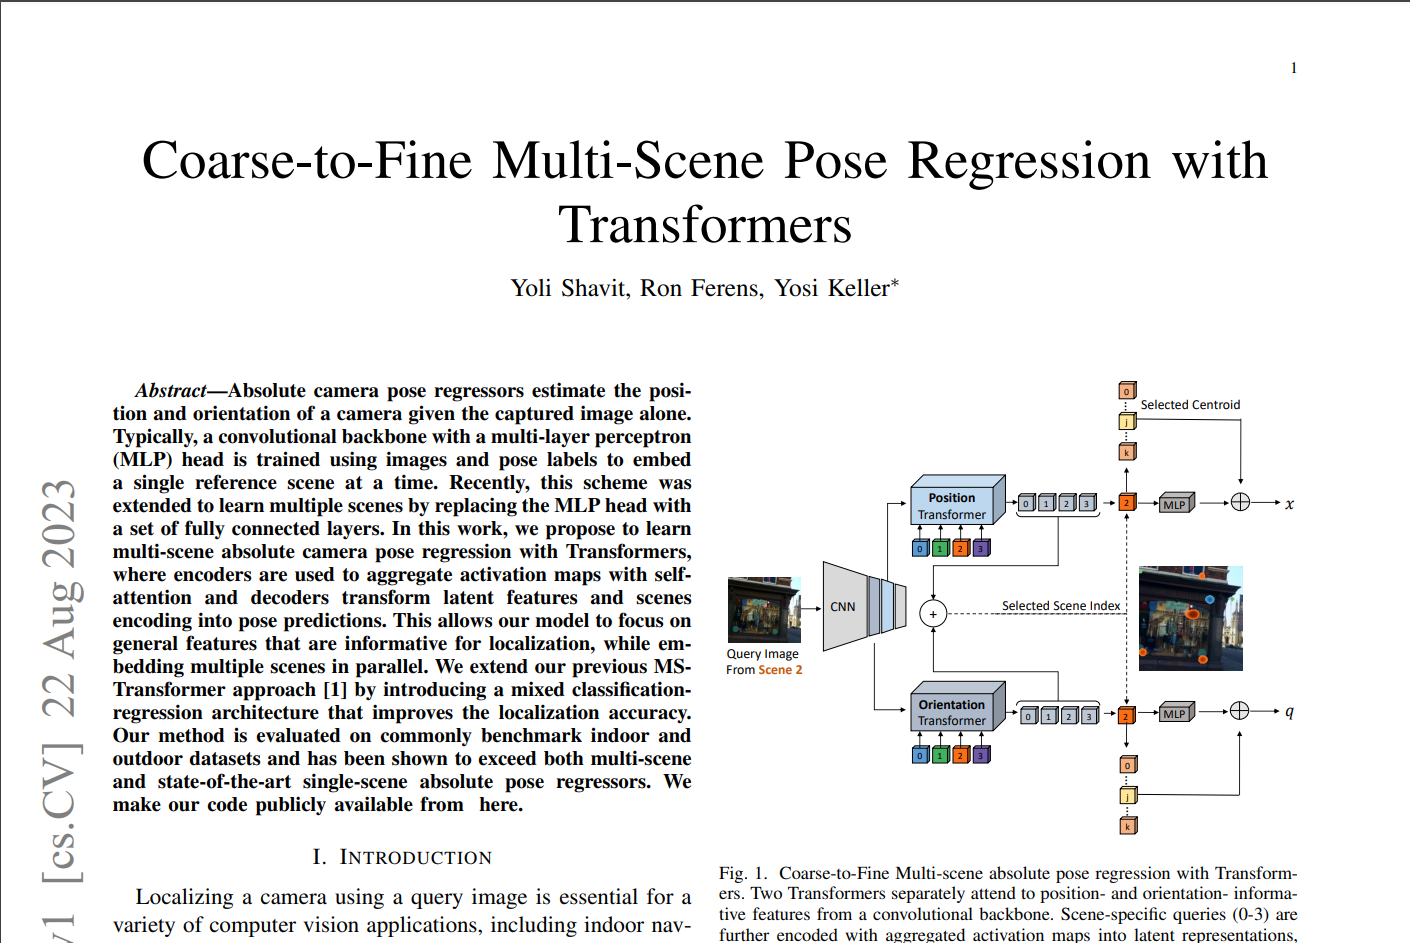 1
Coarse-to-Fine Multi-Scene Pose Regression with
Transformers
Yoli Shavit, Ron Ferens, Yosi Keller*
v1 [cs.CV] 22 Aug 2023
Abstract—Absolute camera pose regressors estimate the posi-
tion and orientation of a camera given the captured image alone.
Typically, a convolutional backbone with a multi-layer perceptron
(MLP) head is trained using images and pose labels to embed
a single reference scene at a time. Recently, this scheme was
extended to learn multiple scenes by replacing the MLP head with
a set of fully connected layers. In this work, we propose to learn
multi-scene absolute camera pose regression with Transformers,
where encoders are used to aggregate activation maps with self-
attention and decoders transform latent features and scenes
encoding into pose predictions. This allows our model to focus on
general features that are informative for localization, while em-
bedding multiple scenes in parallel. We extend our previous MS-
Transformer approach [1] by introducing a mixed classification-
regression architecture that improves the localization accuracy.
Our method is evaluated on commonly benchmark indoor and
outdoor datasets and has been shown to exceed both multi-scene
and state-of-the-art single-scene absolute pose regressors. We
make our code publicly available from here.
I. INTRODUCTION
Localizing a camera using a query image is essential for a
variety of computer vision applications, including indoor nav-
0
Selected Centroid
j
k
Position
Transformer
0 1 2 3
2
MLP
x
0 1 2 3
CNN
+
Selected Scene Index
Query Image
From Scene 2
Orientation
Transformer
0 1 2 3
2
MLP
q
0 1 2 3
0
j
k
Fig. 1. Coarse-to-Fine Multi-scene absolute pose regression with Transform-
ers. Two Transformers separately attend to position- and orientation- informa-
tive features from a convolutional backbone. Scene-specific queries (0-3) are
further encoded with aggregated activation maps into latent representations,